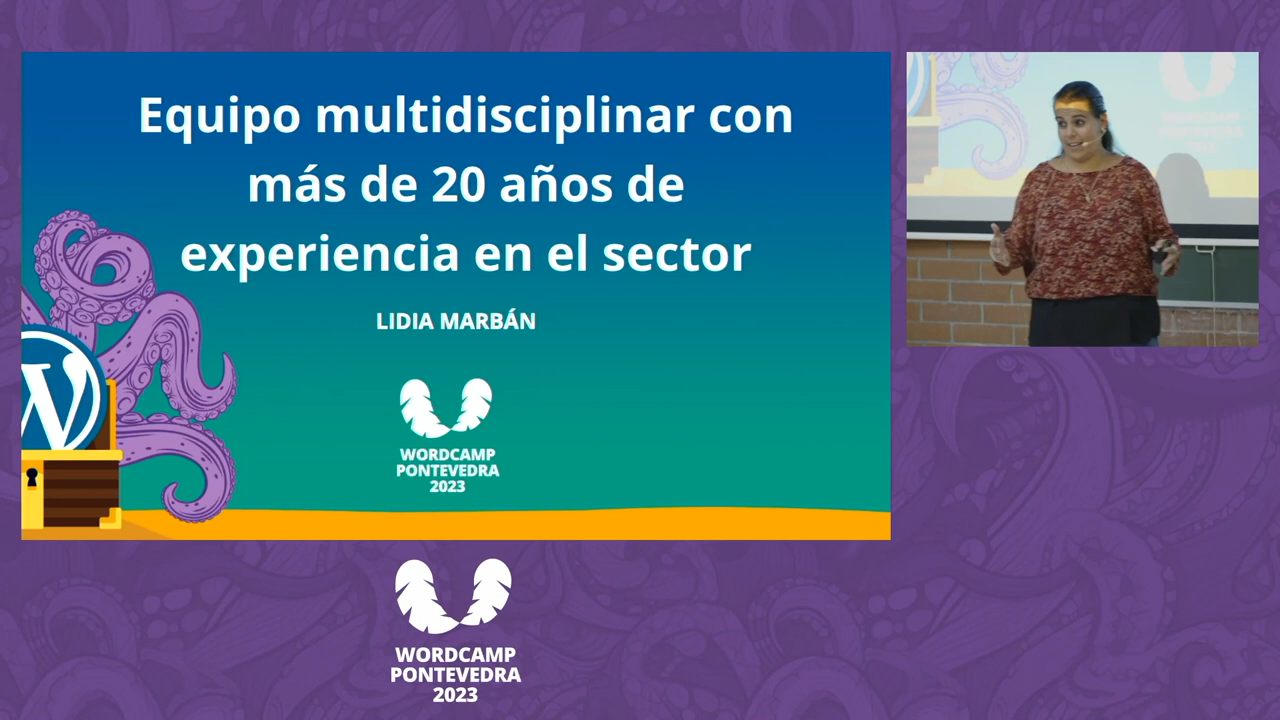 Equipo multidisciplinar con
más de 20 años de
experiencia en el sector
LIDIA MARBÁN
WORDCAMP
PONTEVEDRA
2023
WORDCAMP
PONTEVEDRA
2023